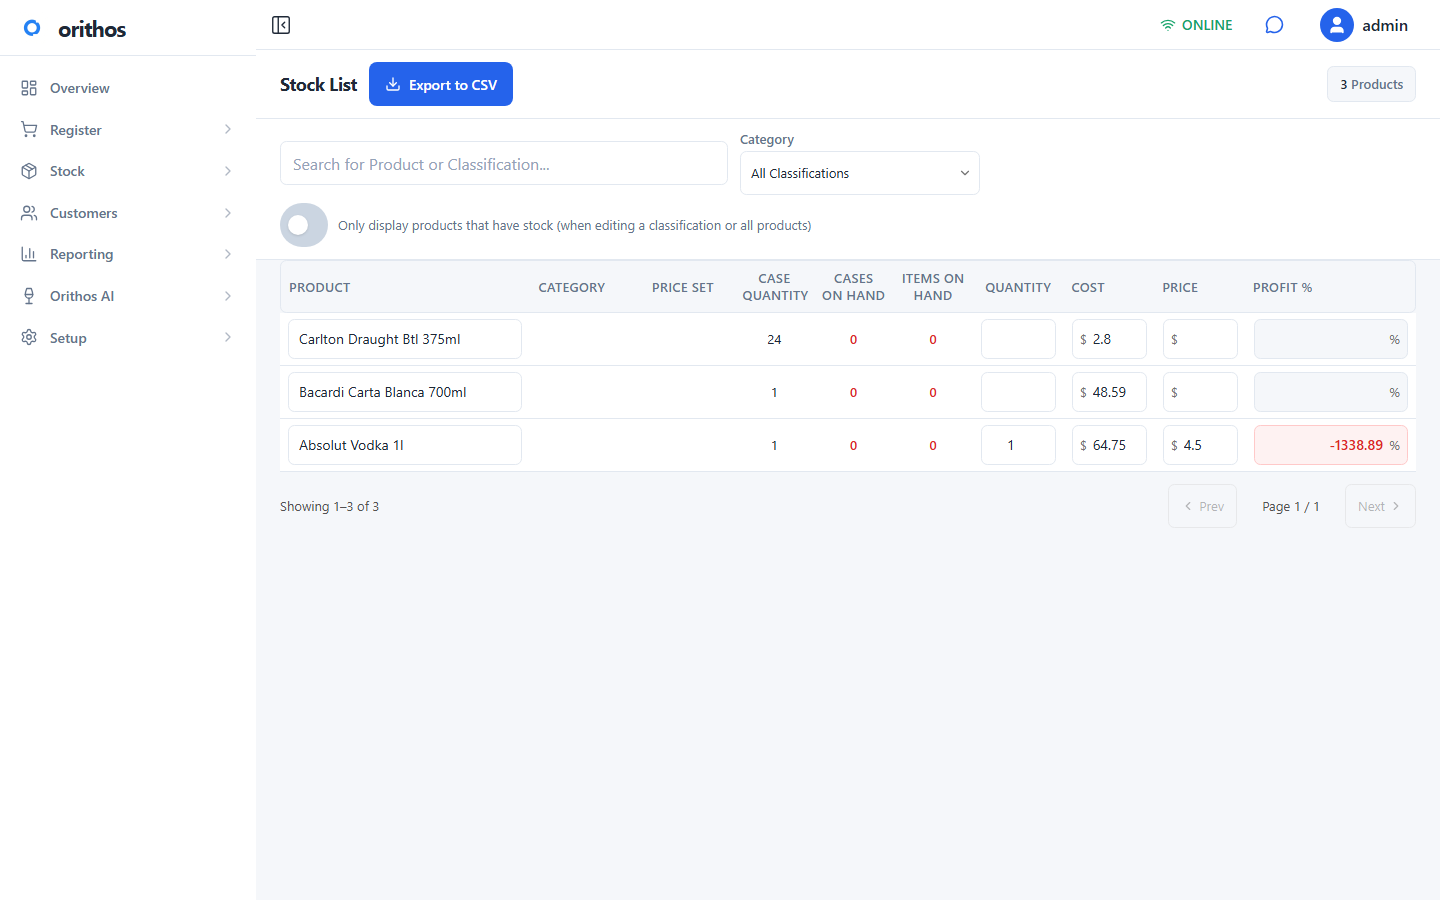 orithos
ONLINE
admin
Overview
Register
Stock
Customers
Reporting
Orithos AI
Setup
Stock List
Export to CSV
3 Products
Search for Product or Classification...
Category
All Classifications
Only display products that have stock (when editing a classification or all products)
PRODUCT CATEGORY PRICE SET CASE QUANTITY CASES ON HAND ITEMS ON HAND QUANTITY COST PRICE PROFIT %
Carlton Draught Btl 375ml 24 0 0 $ 2.8 $ %
Bacardi Carta Blanca 700ml 1 0 0 $ 48.59 $ %
Absolut Vodka 1l 1 0 0 1 $ 64.75 $ 4.5 -1338.89 %
Showing 1–3 of 3
Prev
Page 1 / 1
Next